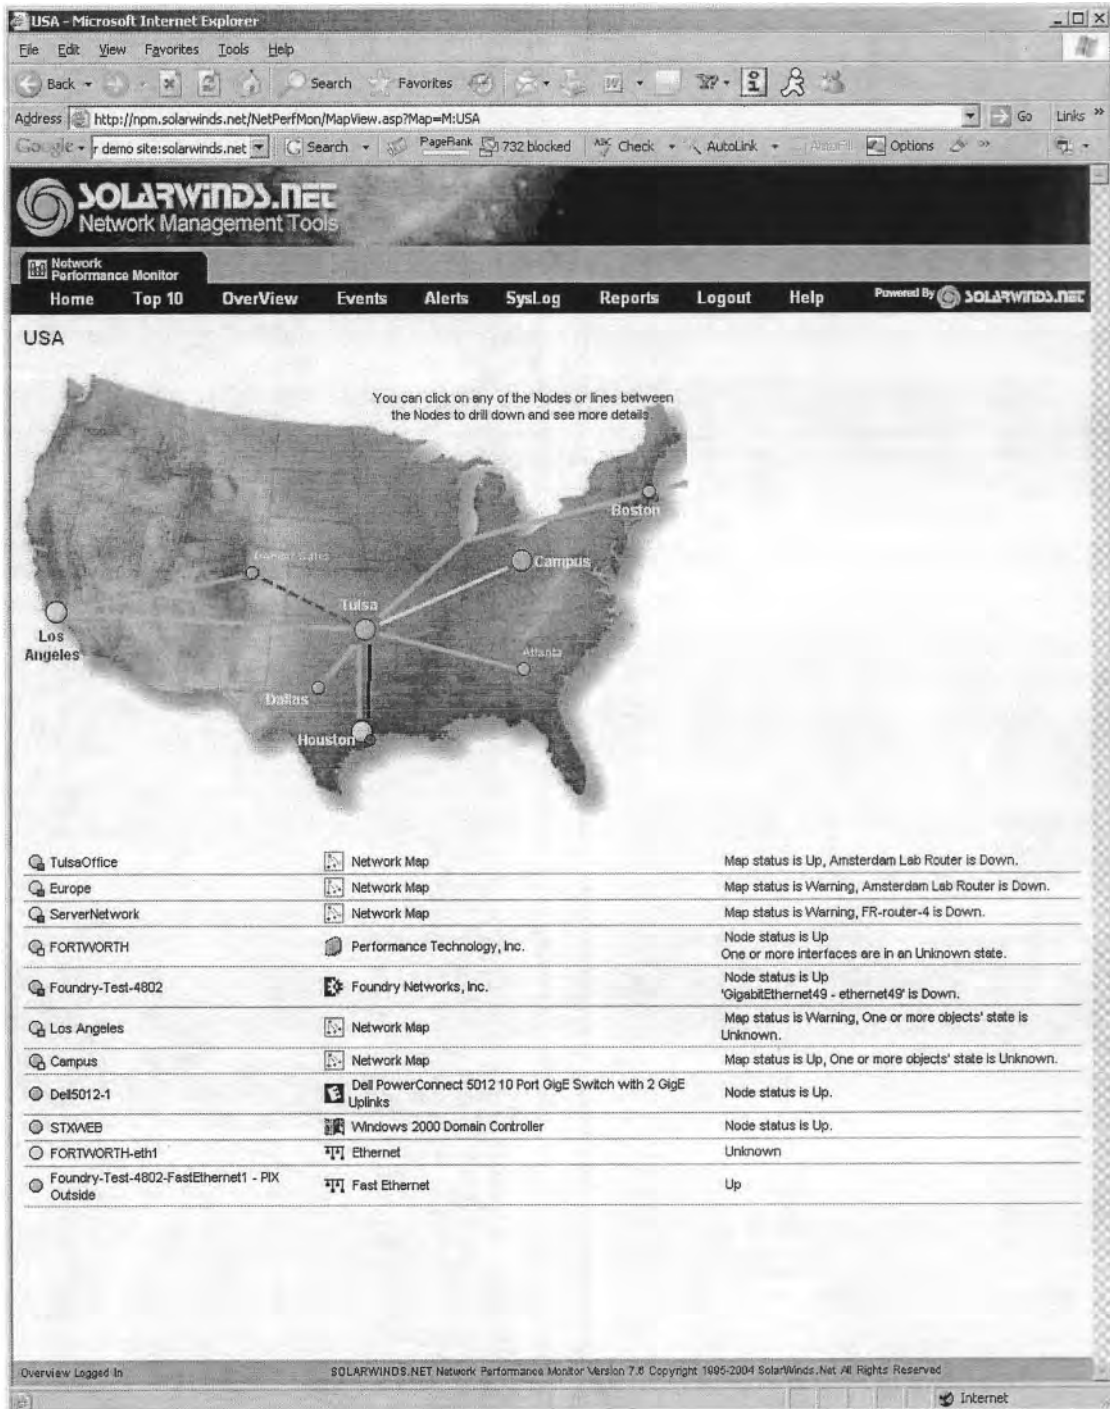 USA - Microsoft Internet Explorer
File Edit View Favorites Tools Help
Back Search Favorites
Address http://npm.solarwinds.net/NetPerfMon/MapView.asp?Map=M:USA Go Links »
Google r demo site:solarwinds.net Search PageRank 732 blocked ABC Check AutoLink AutoFill Options »
SOLARWINDS.NET
Network Management Tools
Network
Performance Monitor
Home Top 10 OverView Events Alerts SysLog Reports Logout Help Powered By SOLARWINDS.NET
USA
You can click on any of the Nodes or lines between
the Nodes to drill down and see more details.
Boston
Campus
Tulsa
Los
Angeles
Atlanta
Dallas
Houston
TulsaOffice Network Map Map status is Up, Amsterdam Lab Router is Down.
Europe Network Map Map status is Warning, Amsterdam Lab Router is Down.
ServerNetwork Network Map Map status is Warning, FR-router-4 is Down.
FORTWORTH Performance Technology, Inc. Node status is Up
One or more interfaces are in an Unknown state.
Foundry-Test-4802 Foundry Networks, Inc. Node status is Up
'GigabitEthernet49 - ethernet49' is Down.
Los Angeles Network Map Map status is Warning, One or more objects' state is
Unknown.
Campus Network Map Map status is Up, One or more objects' state is Unknown.
Dell5012-1 Dell PowerConnect 5012 10 Port GigE Switch with 2 GigE
Uplinks Node status is Up.
STXWEB Windows 2000 Domain Controller Node status is Up.
FORTWORTH-eth1 Ethernet Unknown
Foundry-Test-4802-FastEthernet1 - PIX
Outside Fast Ethernet Up
Overview Logged In SOLARWINDS.NET Network Performance Monitor Version 7.8 Copyright 1995-2004 SolarWinds.Net All Rights Reserved
Internet